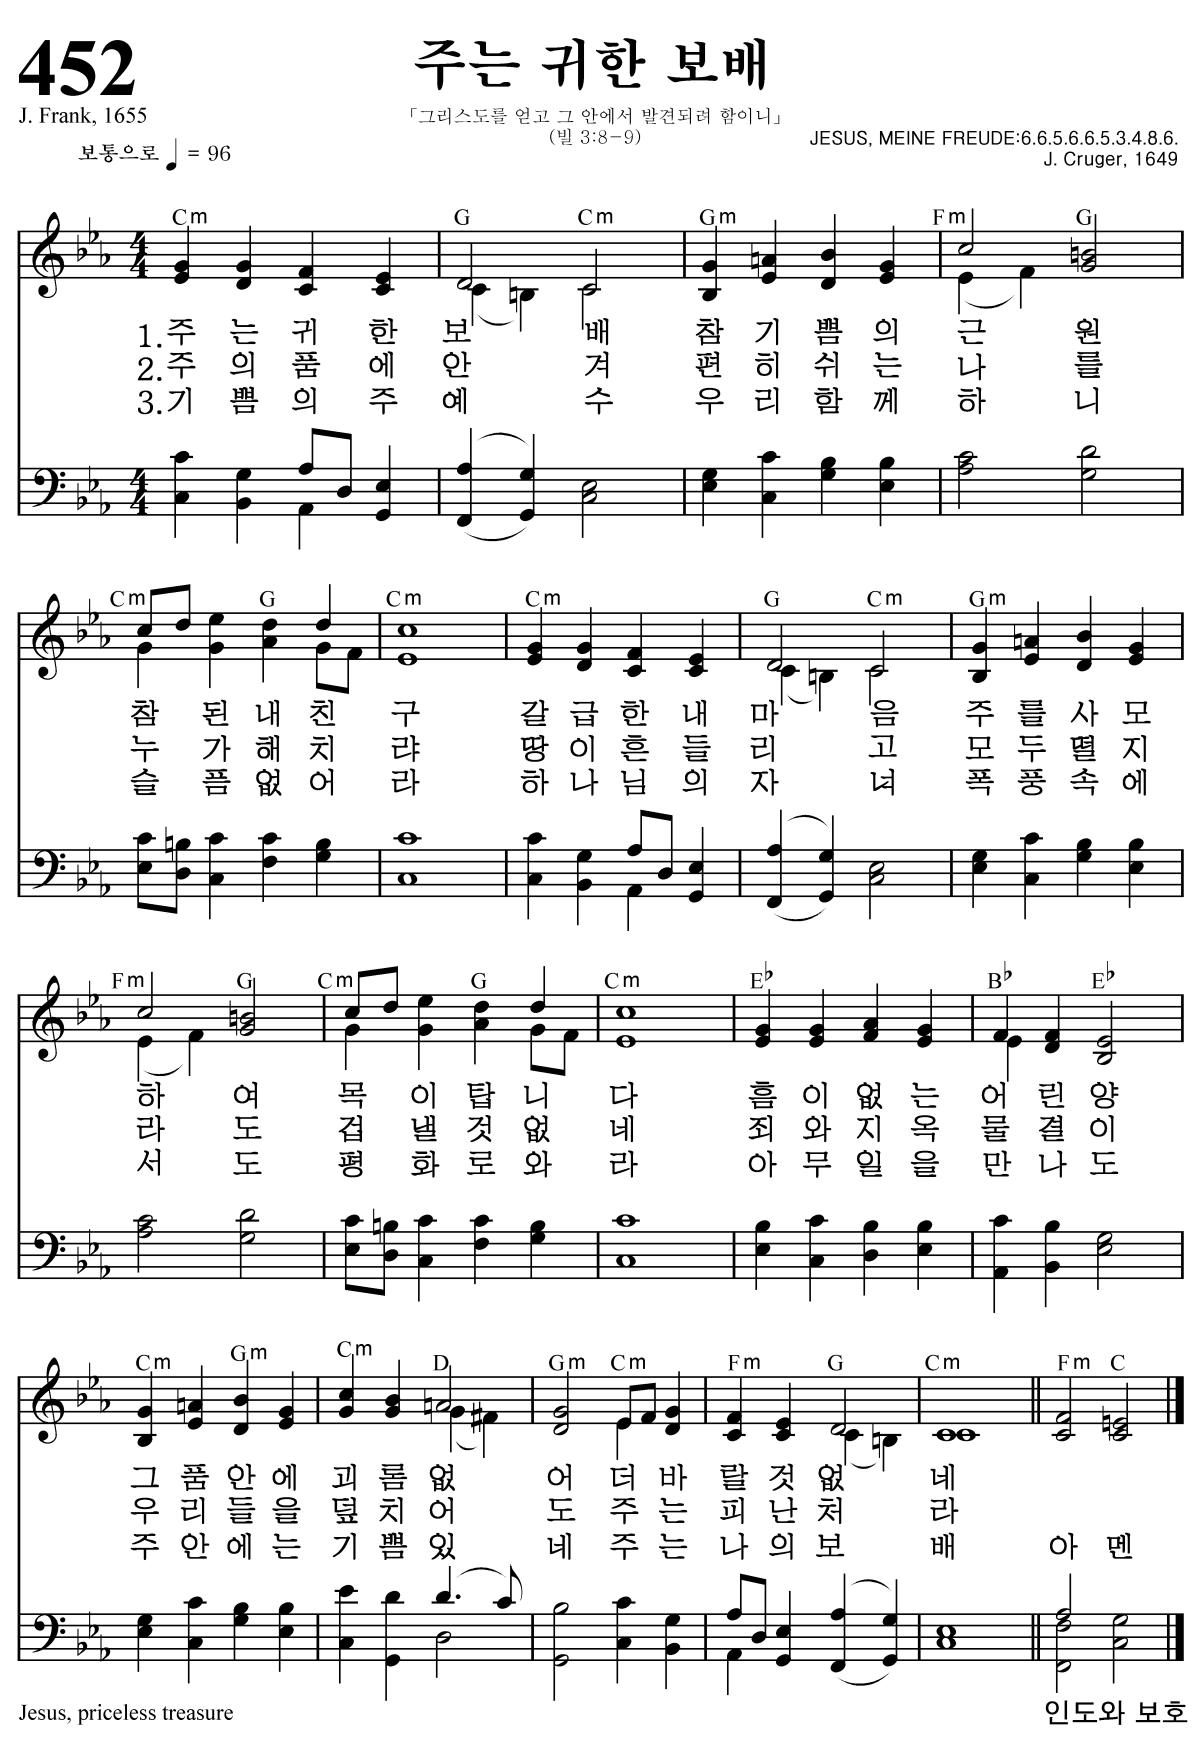 452
주는 귀한 보배
J. Frank, 1655
「그리스도를 얻고 그 안에서 발견되려 함이니」
(빌 3:8-9)
보통으로 ♩ = 96
JESUS, MEINE FREUDE:6.6.5.6.6.5.3.4.8.6.
J. Cruger, 1649
Cm G Cm Gm Fm G
1.주 는 귀 한 보 배 참 기 쁨 의 근 원
2.주 의 품 에 안 겨 편 히 쉬 는 나 를
3.기 쁨 의 주 예 수 우 리 함 께 하 니
Cm G Cm Cm G Cm Gm
참 된 내 친 구 갈 급 한 내 마 음 주 를 사 모
누 가 해 치 랴 땅 이 흔 들 리 고 모 두 멸 지
슬 픔 없 어 라 하 나 님 의 자 녀 폭 풍 속 에
Fm G Cm G Cm E♭ B♭ E♭
하 여 목 이 탑 니 다 흠 이 없 는 어 린 양
라 도 겁 낼 것 없 네 죄 와 지 옥 물 결 이
서 도 평 화 로 와 라 아 무 일 을 만 나 도
Cm Gm Cm D Gm Cm Fm G Cm Fm C
그 품 안 에 괴 롬 없 어 더 바 랄 것 없 네
우 리 들 을 덮 치 어 도 주 는 피 난 처 라
주 안 에 는 기 쁨 있 네 주 는 나 의 보 배 아 멘
Jesus, priceless treasure
인도와 보호